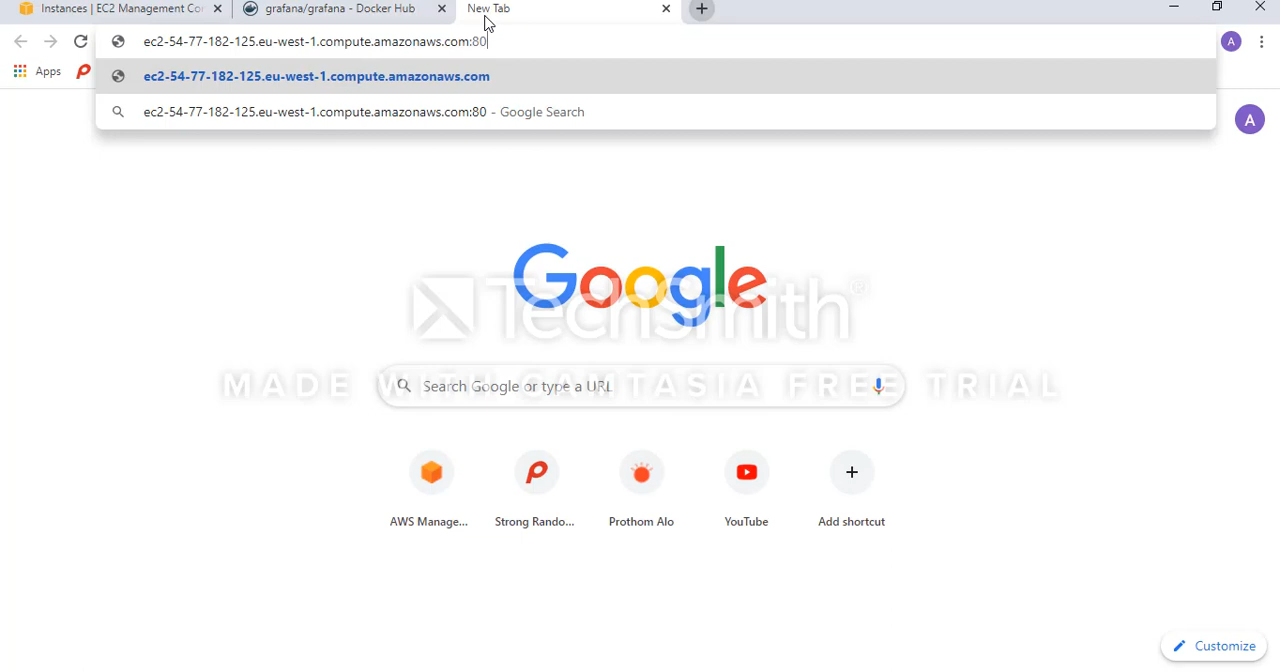 Instances | EC2 Management Co
grafana/grafana - Docker Hub
New Tab
ec2-54-77-182-125.eu-west-1.compute.amazonaws.com:80
A
Apps
ec2-54-77-182-125.eu-west-1.compute.amazonaws.com
ec2-54-77-182-125.eu-west-1.compute.amazonaws.com:80 - Google Search
A
Google
TechSmith®
MADE WITH CAMTASIA FREE TRIAL
Search Google or type a URL
AWS Manage...
Strong Rando...
Prothom Alo
YouTube
Add shortcut
Customize